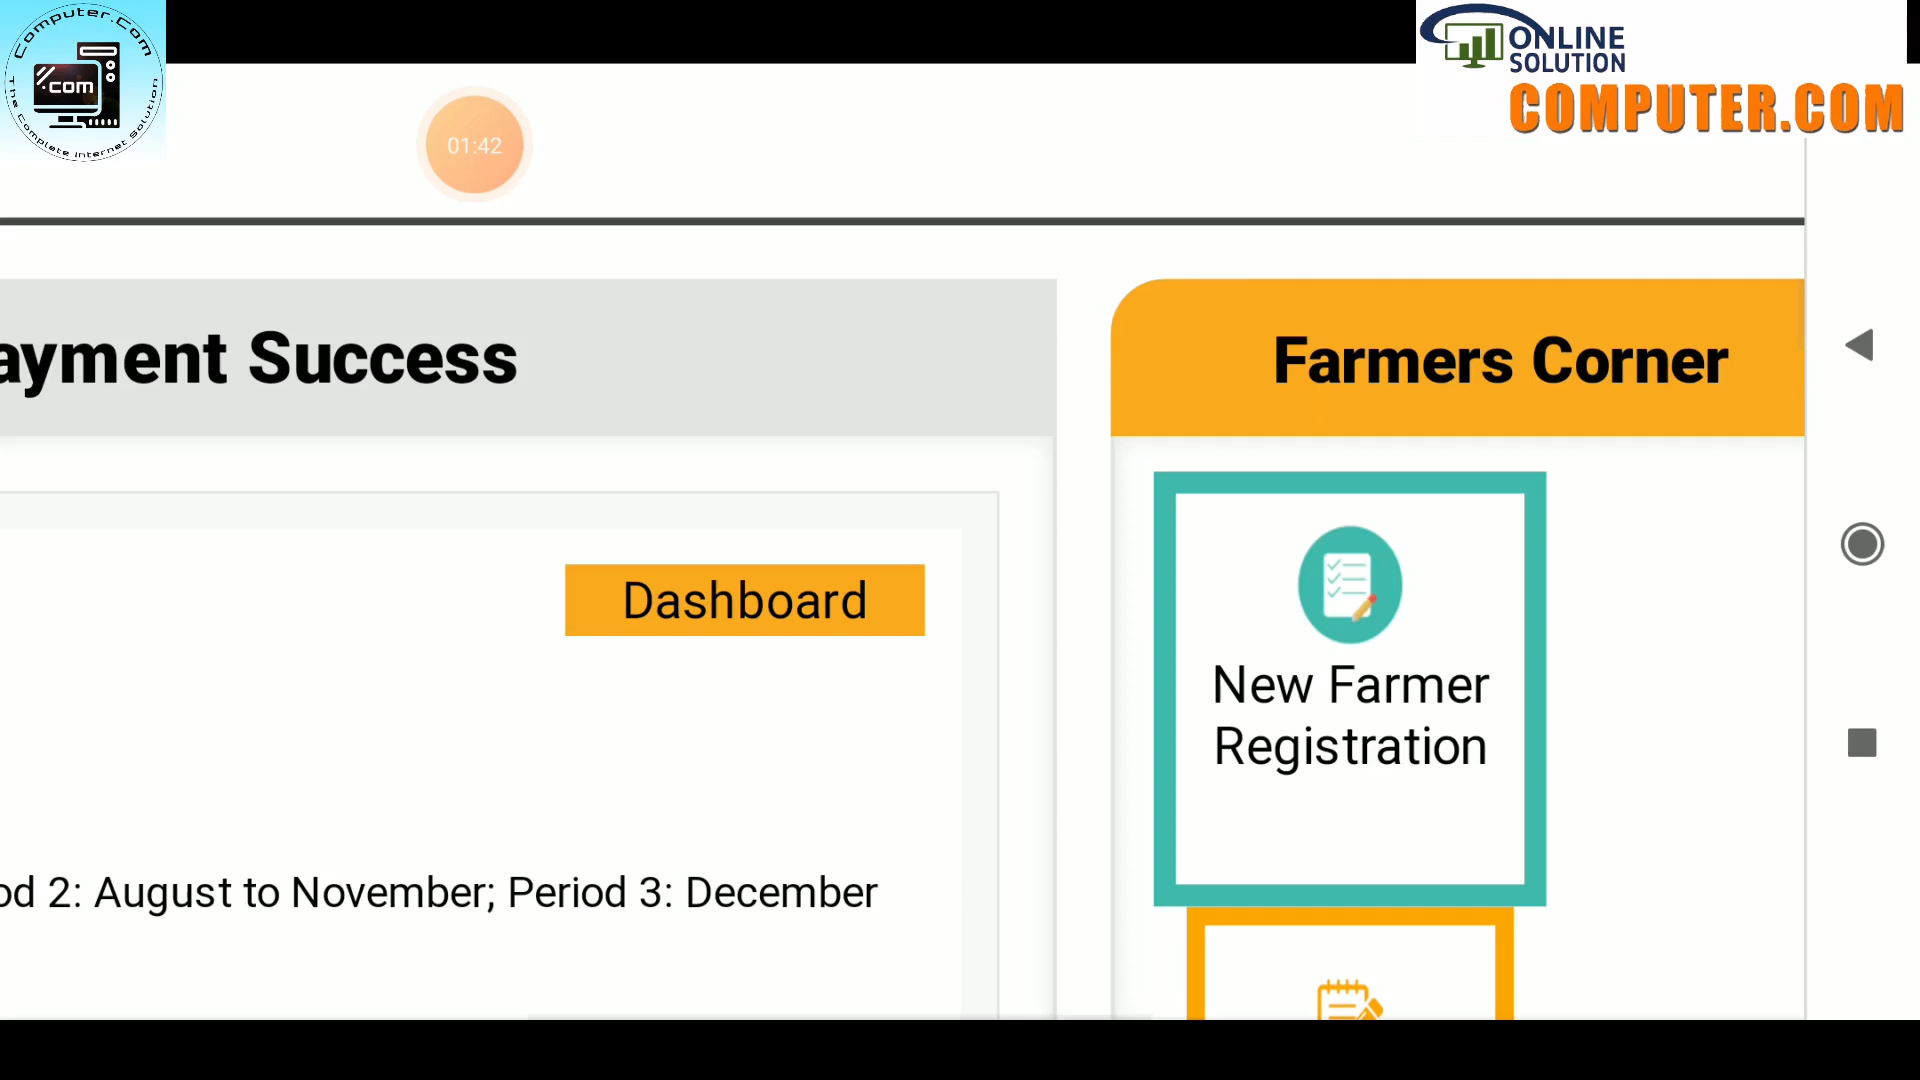 Computer.Com
.com
The Complete Internet Solution
ONLINE
SOLUTION
COMPUTER.COM
01:42
ayment Success
Farmers Corner
Dashboard
New Farmer
Registration
od 2: August to November; Period 3: December